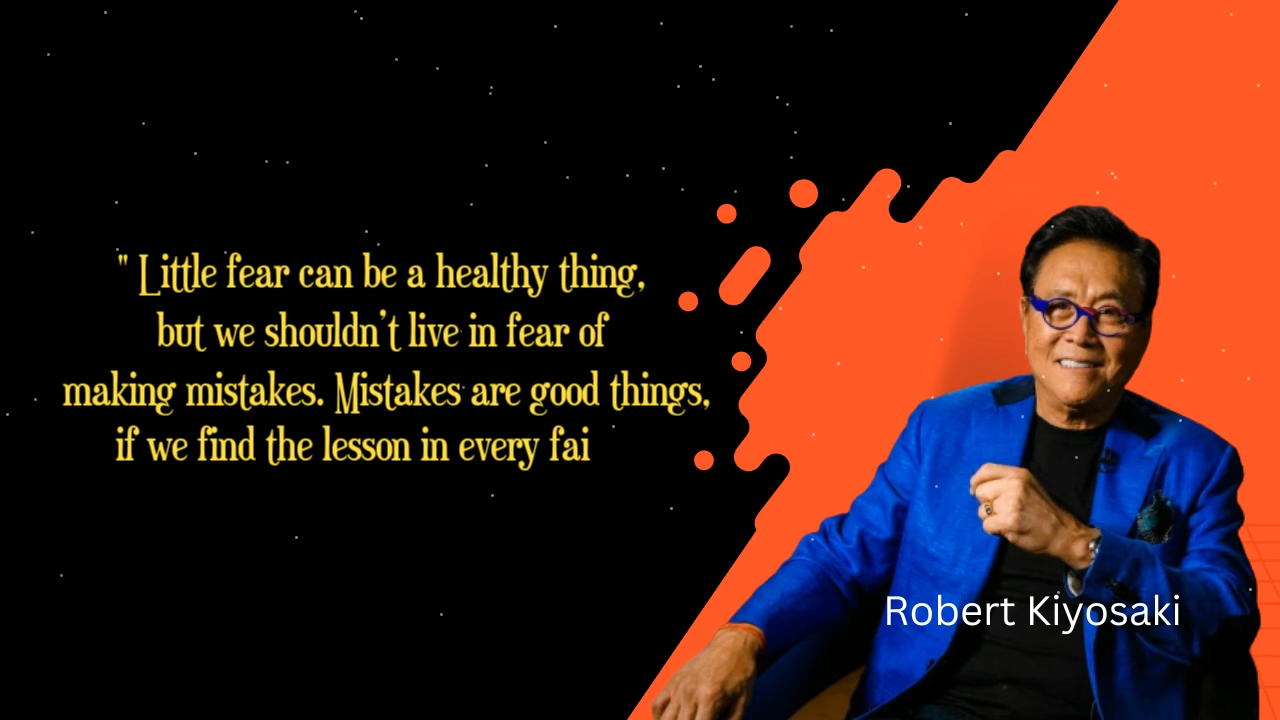 " Little fear can be a healthy thing,
but we shouldn't live in fear of
making mistakes. Mistakes are good things,
if we find the lesson in every fai
Robert Kiyosaki